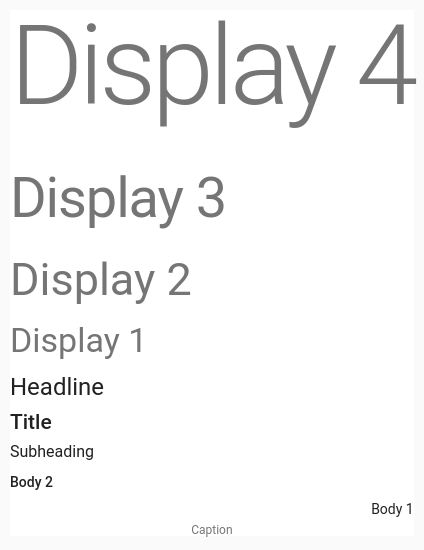 Display 4
Display 3
Display 2
Display 1
Headline
Title
Subheading
Body 2
Body 1
Caption